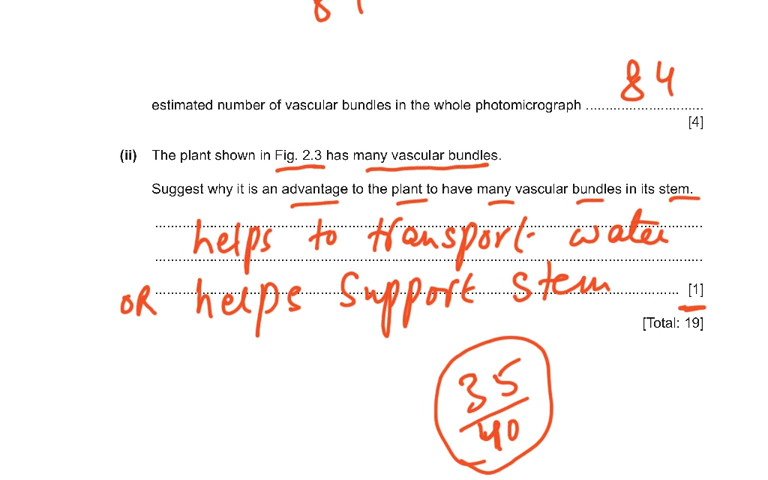 84
estimated number of vascular bundles in the whole photomicrograph
[4]
(ii) The plant shown in Fig. 2.3 has many vascular bundles.
Suggest why it is an advantage to the plant to have many vascular bundles in its stem.
helps to transport water
OR helps Support Stem [1]
[Total: 19]
35
40